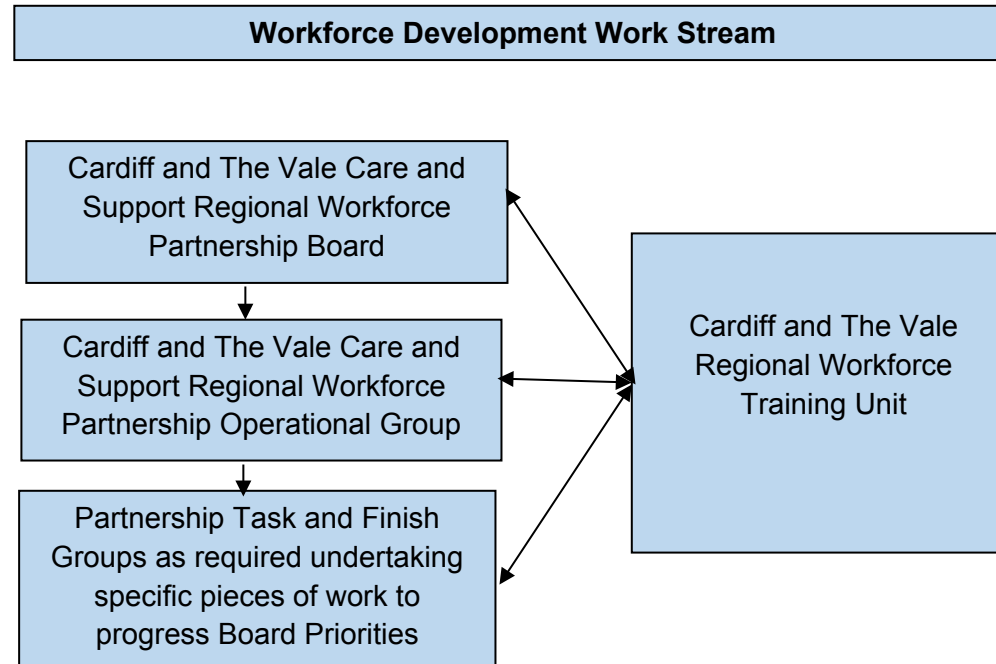 Workforce Development Work Stream
Cardiff and The Vale Care and
Support Regional Workforce
Partnership Board
Cardiff and The Vale Care and
Support Regional Workforce
Partnership Operational Group
Partnership Task and Finish
Groups as required undertaking
specific pieces of work to
progress Board Priorities
Cardiff and The Vale
Regional Workforce
Training Unit